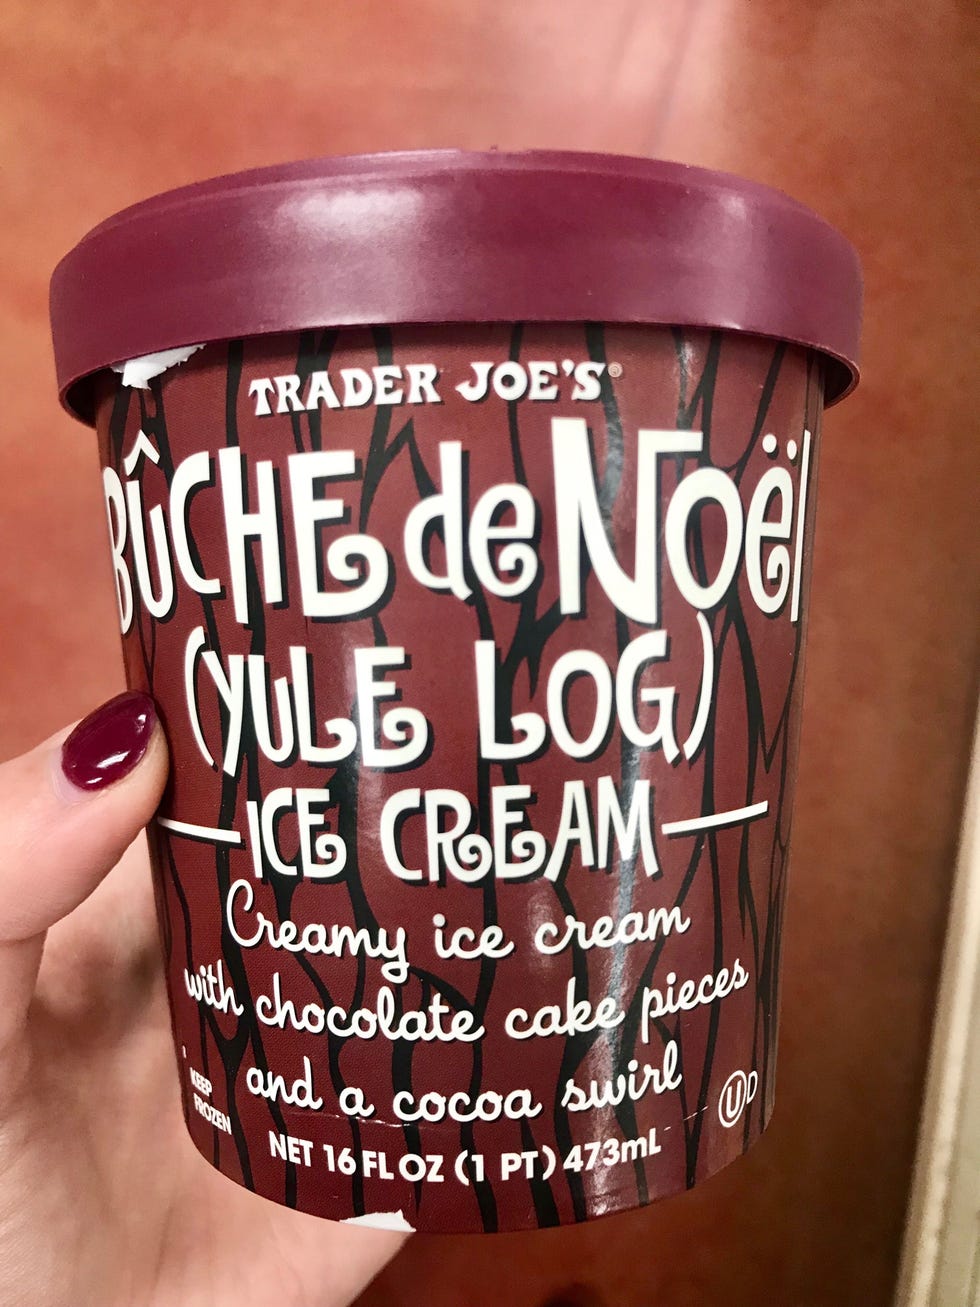 TRADER JOE'S®
BÛCHE de NOËl
(YULE LOG)
ICE CREAM
Creamy ice cream
with chocolate cake pieces
and a cocoa swirl
KEEP
FROZEN
UD
NET 16 FL OZ (1 PT) 473mL